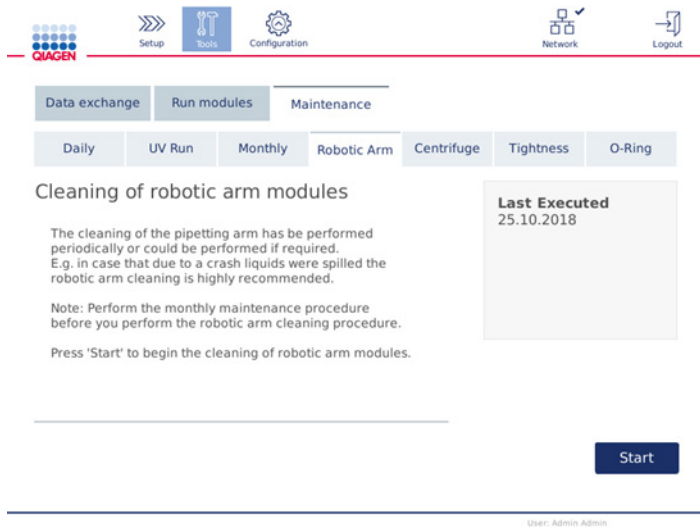 QIAGEN
Setup
Tools
Configuration
Network
Logout
Data exchange
Run modules
Maintenance
Daily
UV Run
Monthly
Robotic Arm
Centrifuge
Tightness
O-Ring
Cleaning of robotic arm modules
The cleaning of the pipetting arm has be performed
periodically or could be performed if required.
E.g. in case that due to a crash liquids were spilled the
robotic arm cleaning is highly recommended.
Note: Perform the monthly maintenance procedure
before you perform the robotic arm cleaning procedure.
Press 'Start' to begin the cleaning of robotic arm modules.
Last Executed
25.10.2018
Start
User: Admin Admin